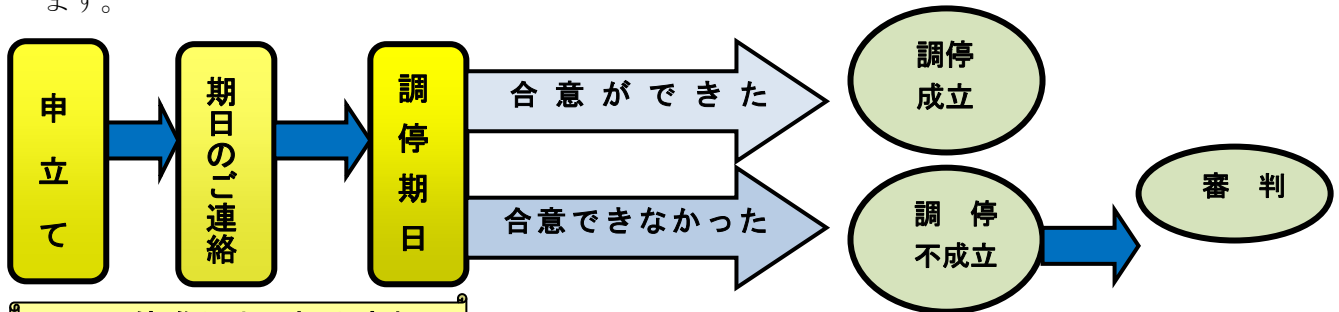 ます。
申立て
期日のご連絡
調停期日
合意ができた
合意できなかった
調停
成立
調 停
不成立
審 判